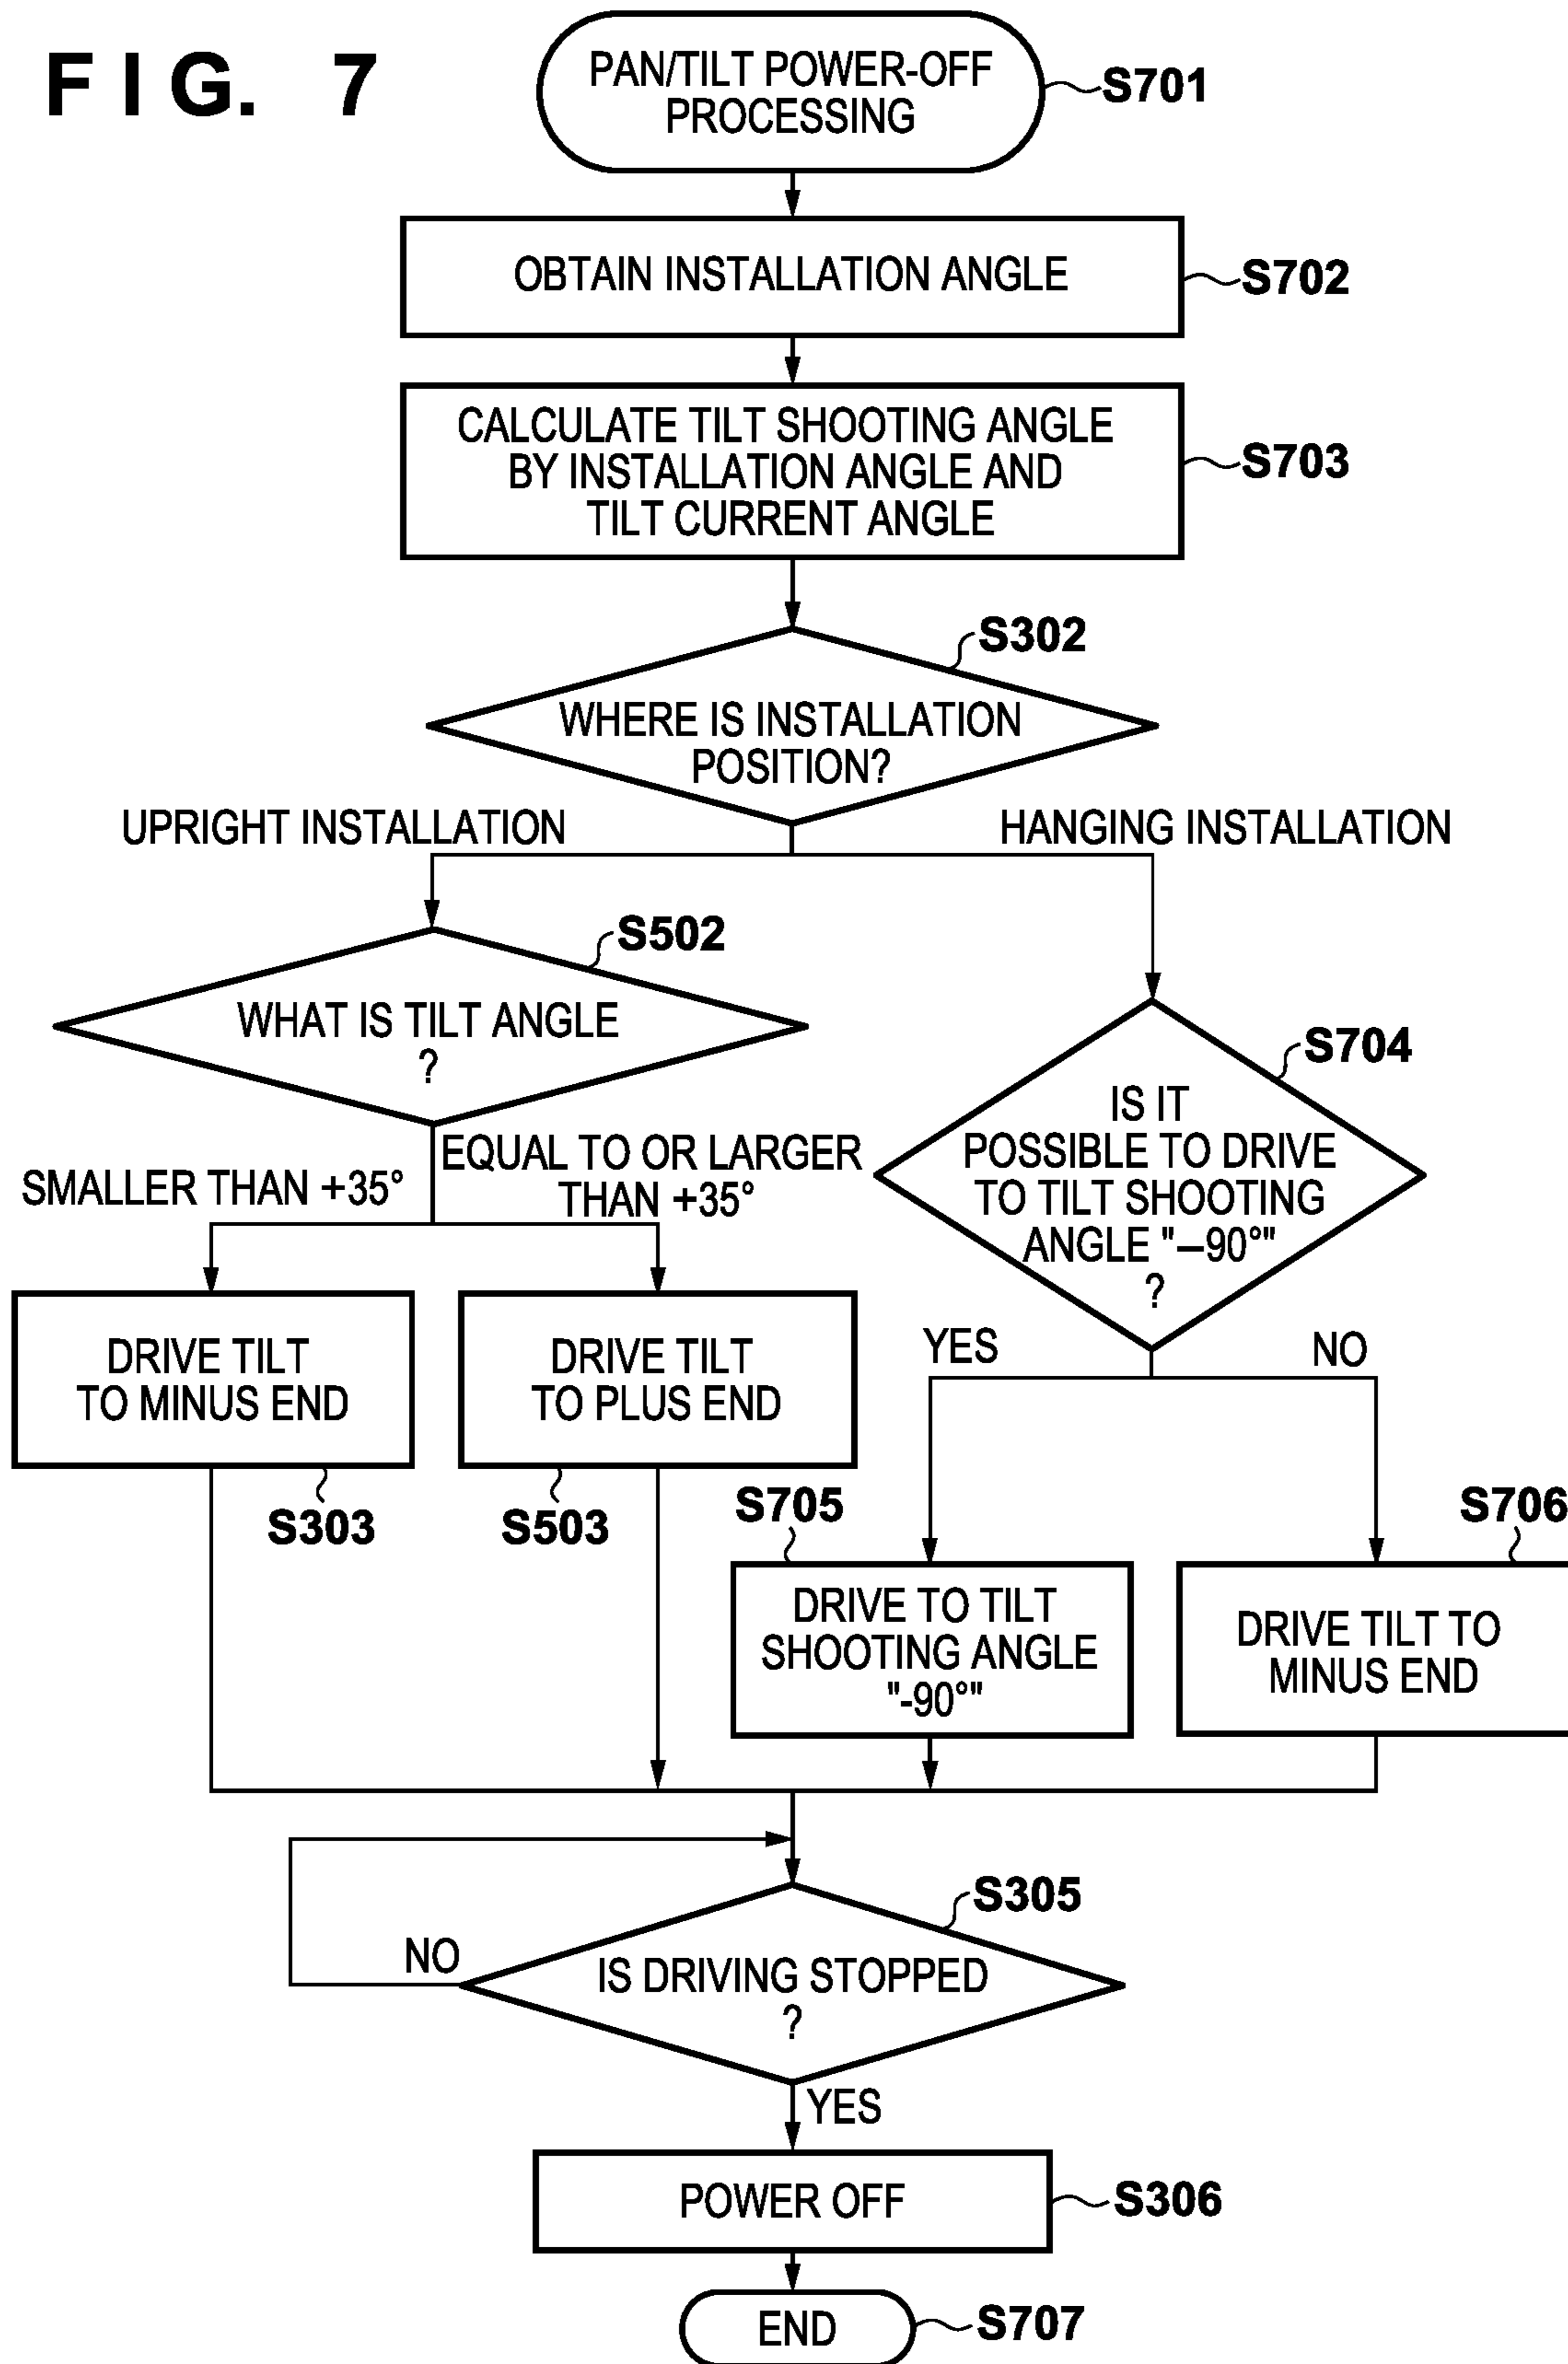 FIG. 7
PAN/TILT POWER-OFF
PROCESSING
S701
OBTAIN INSTALLATION ANGLE
S702
CALCULATE TILT SHOOTING ANGLE
BY INSTALLATION ANGLE AND
TILT CURRENT ANGLE
S703
S302
WHERE IS INSTALLATION
POSITION?
UPRIGHT INSTALLATION
HANGING INSTALLATION
S502
WHAT IS TILT ANGLE
?
S704
IS IT
POSSIBLE TO DRIVE
TO TILT SHOOTING
ANGLE "−90°"
?
SMALLER THAN +35°
EQUAL TO OR LARGER
THAN +35°
DRIVE TILT
TO MINUS END
S303
DRIVE TILT
TO PLUS END
S503
YES
NO
S705
DRIVE TO TILT
SHOOTING ANGLE
"-90°"
S706
DRIVE TILT TO
MINUS END
S305
IS DRIVING STOPPED
?
NO
YES
POWER OFF
S306
END
S707